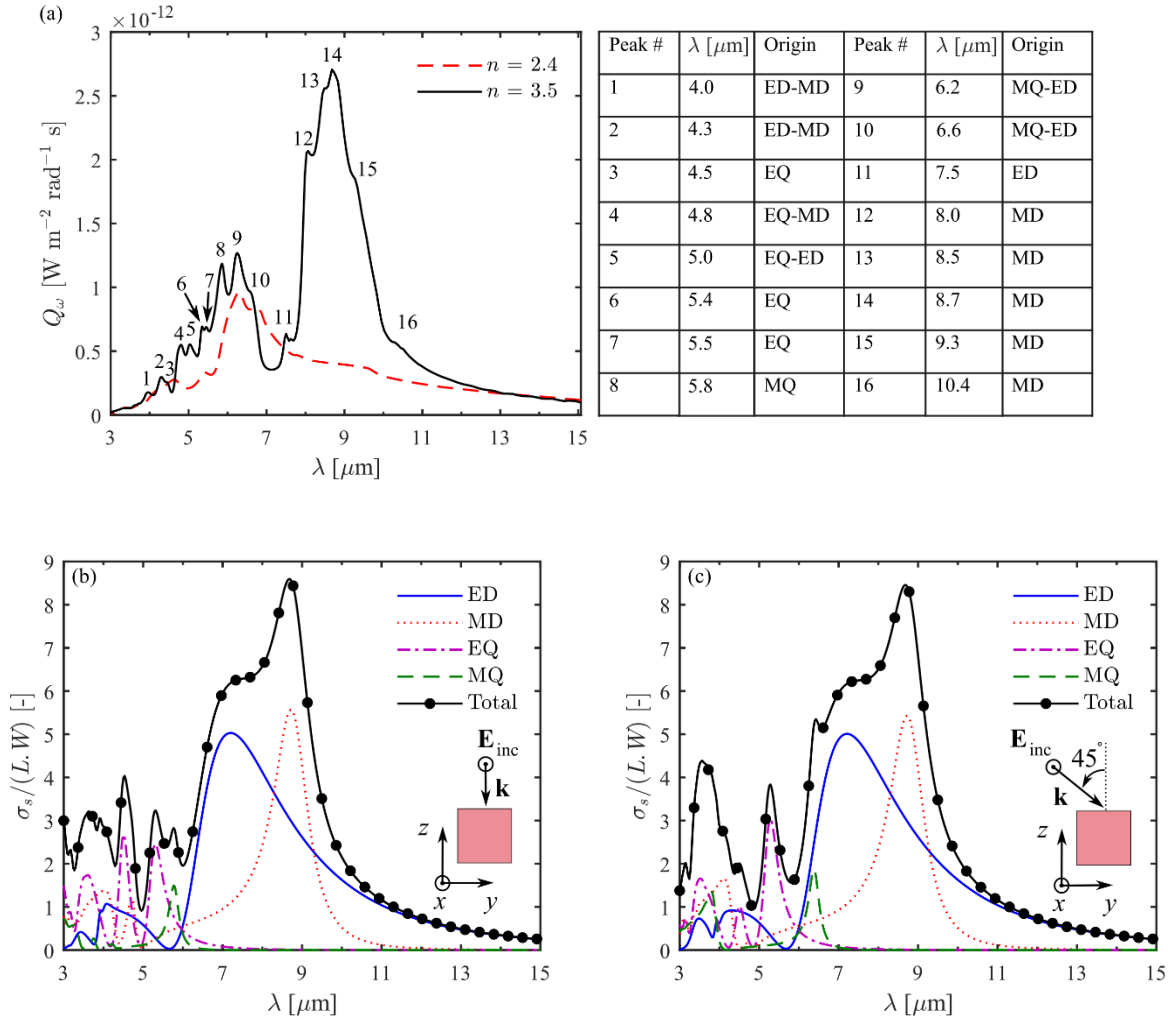 (a)
×10⁻¹²
3
2.5
2
1.5
1
0.5
0
Q_ω [W m⁻² rad⁻¹ s]
3 5 7 9 11 13 15
λ [μm]
n = 2.4
n = 3.5
1
2
3
4
5
6
7
8
9
10
11
12
13
14
15
16
Peak # λ [μm] Origin Peak # λ [μm] Origin
1 4.0 ED-MD 9 6.2 MQ-ED
2 4.3 ED-MD 10 6.6 MQ-ED
3 4.5 EQ 11 7.5 ED
4 4.8 EQ-MD 12 8.0 MD
5 5.0 EQ-ED 13 8.5 MD
6 5.4 EQ 14 8.7 MD
7 5.5 EQ 15 9.3 MD
8 5.8 MQ 16 10.4 MD
(b)
9
8
7
6
5
4
3
2
1
0
σ_s/(L.W) [-]
3 5 7 9 11 13 15
λ [μm]
ED
MD
EQ
MQ
Total
E_inc
k
z
x
y
(c)
9
8
7
6
5
4
3
2
1
0
σ_s/(L.W) [-]
3 5 7 9 11 13 15
λ [μm]
ED
MD
EQ
MQ
Total
E_inc
45°
k
z
x
y